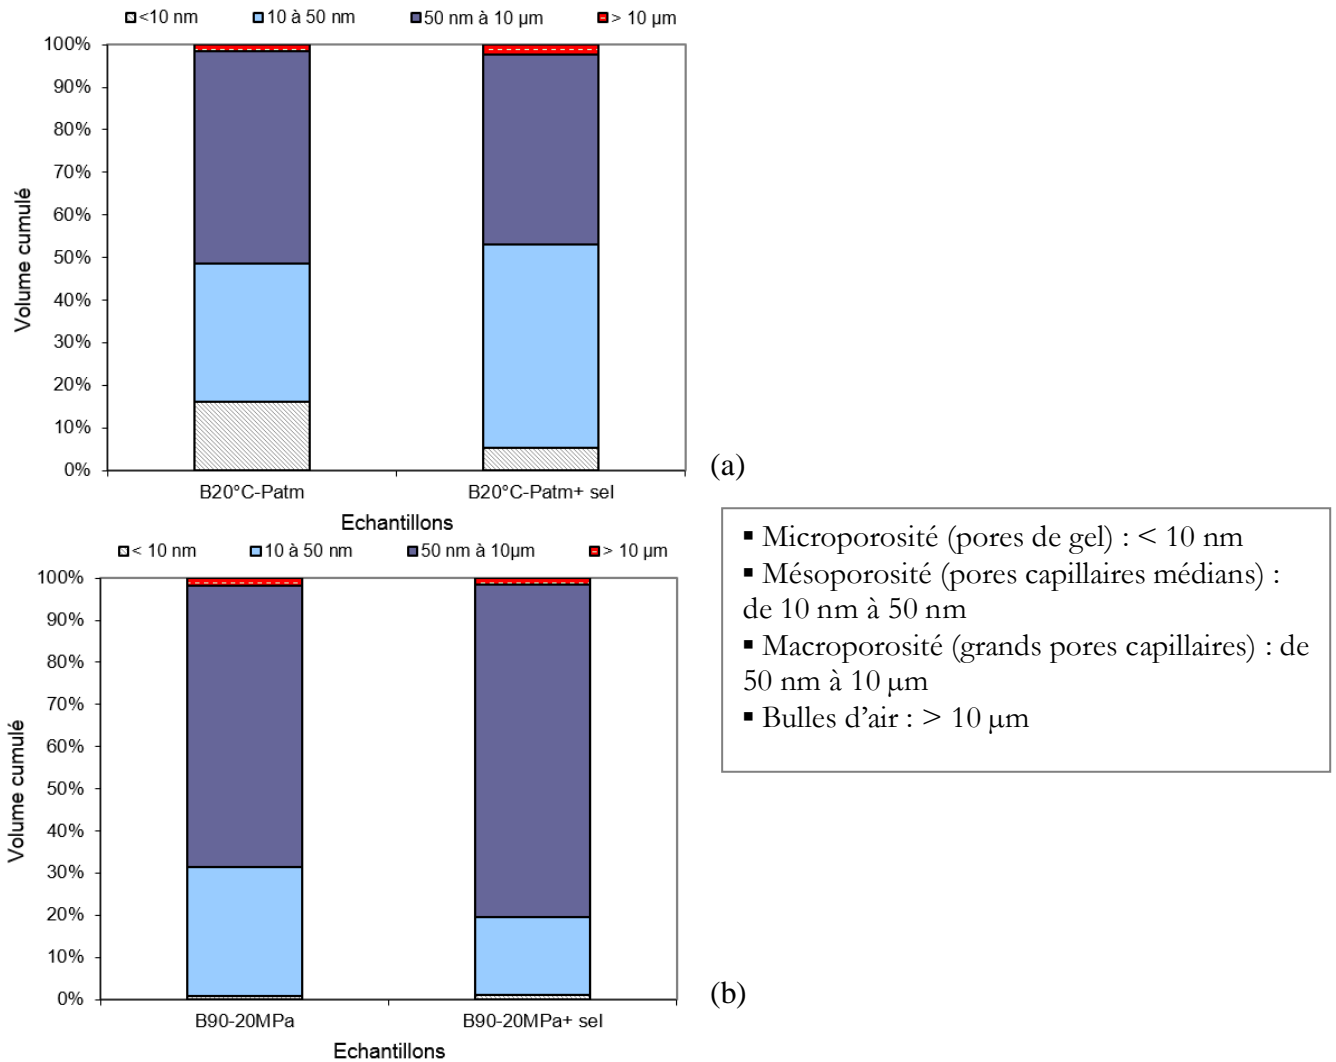 <10 nm 10 à 50 nm 50 nm à 10 µm > 10 µm
100%
90%
80%
70%
60%
50%
40%
30%
20%
10%
0%
Volume cumulé
B20°C-Patm B20°C-Patm+ sel
Echantillons
(a)
< 10 nm 10 à 50 nm 50 nm à 10µm > 10 µm
100%
90%
80%
70%
60%
50%
40%
30%
20%
10%
0%
Volume cumulé
B90-20MPa B90-20MPa+ sel
Echantillons
(b)
▪ Microporosité (pores de gel) : < 10 nm
▪ Mésoporosité (pores capillaires médians) :
de 10 nm à 50 nm
▪ Macroporosité (grands pores capillaires) : de
50 nm à 10 µm
▪ Bulles d’air : > 10 µm